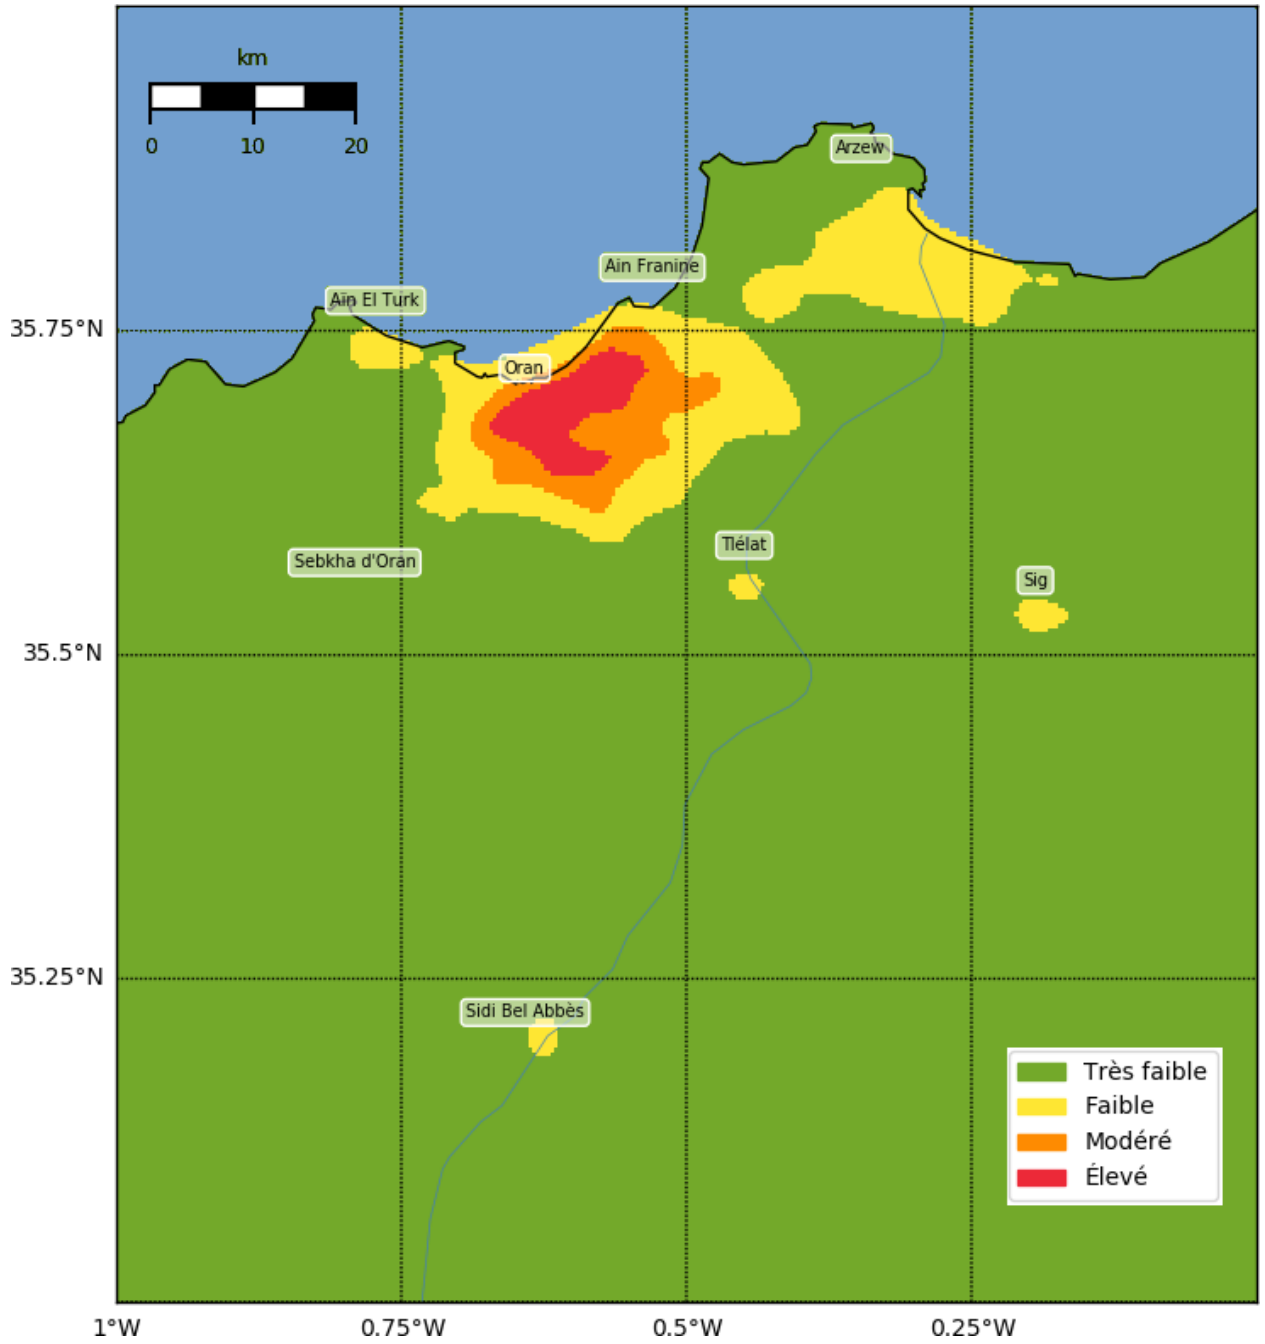 km
0 10 20
Arzew
Ain Franine
Aïn El Turk
35.75°N
Oran
Tlélat
Sebkha d'Oran
Sig
35.5°N
35.25°N
Sidi Bel Abbès
Très faible
Faible
Modéré
Élevé
1°W 0.75°W 0.5°W 0.25°W